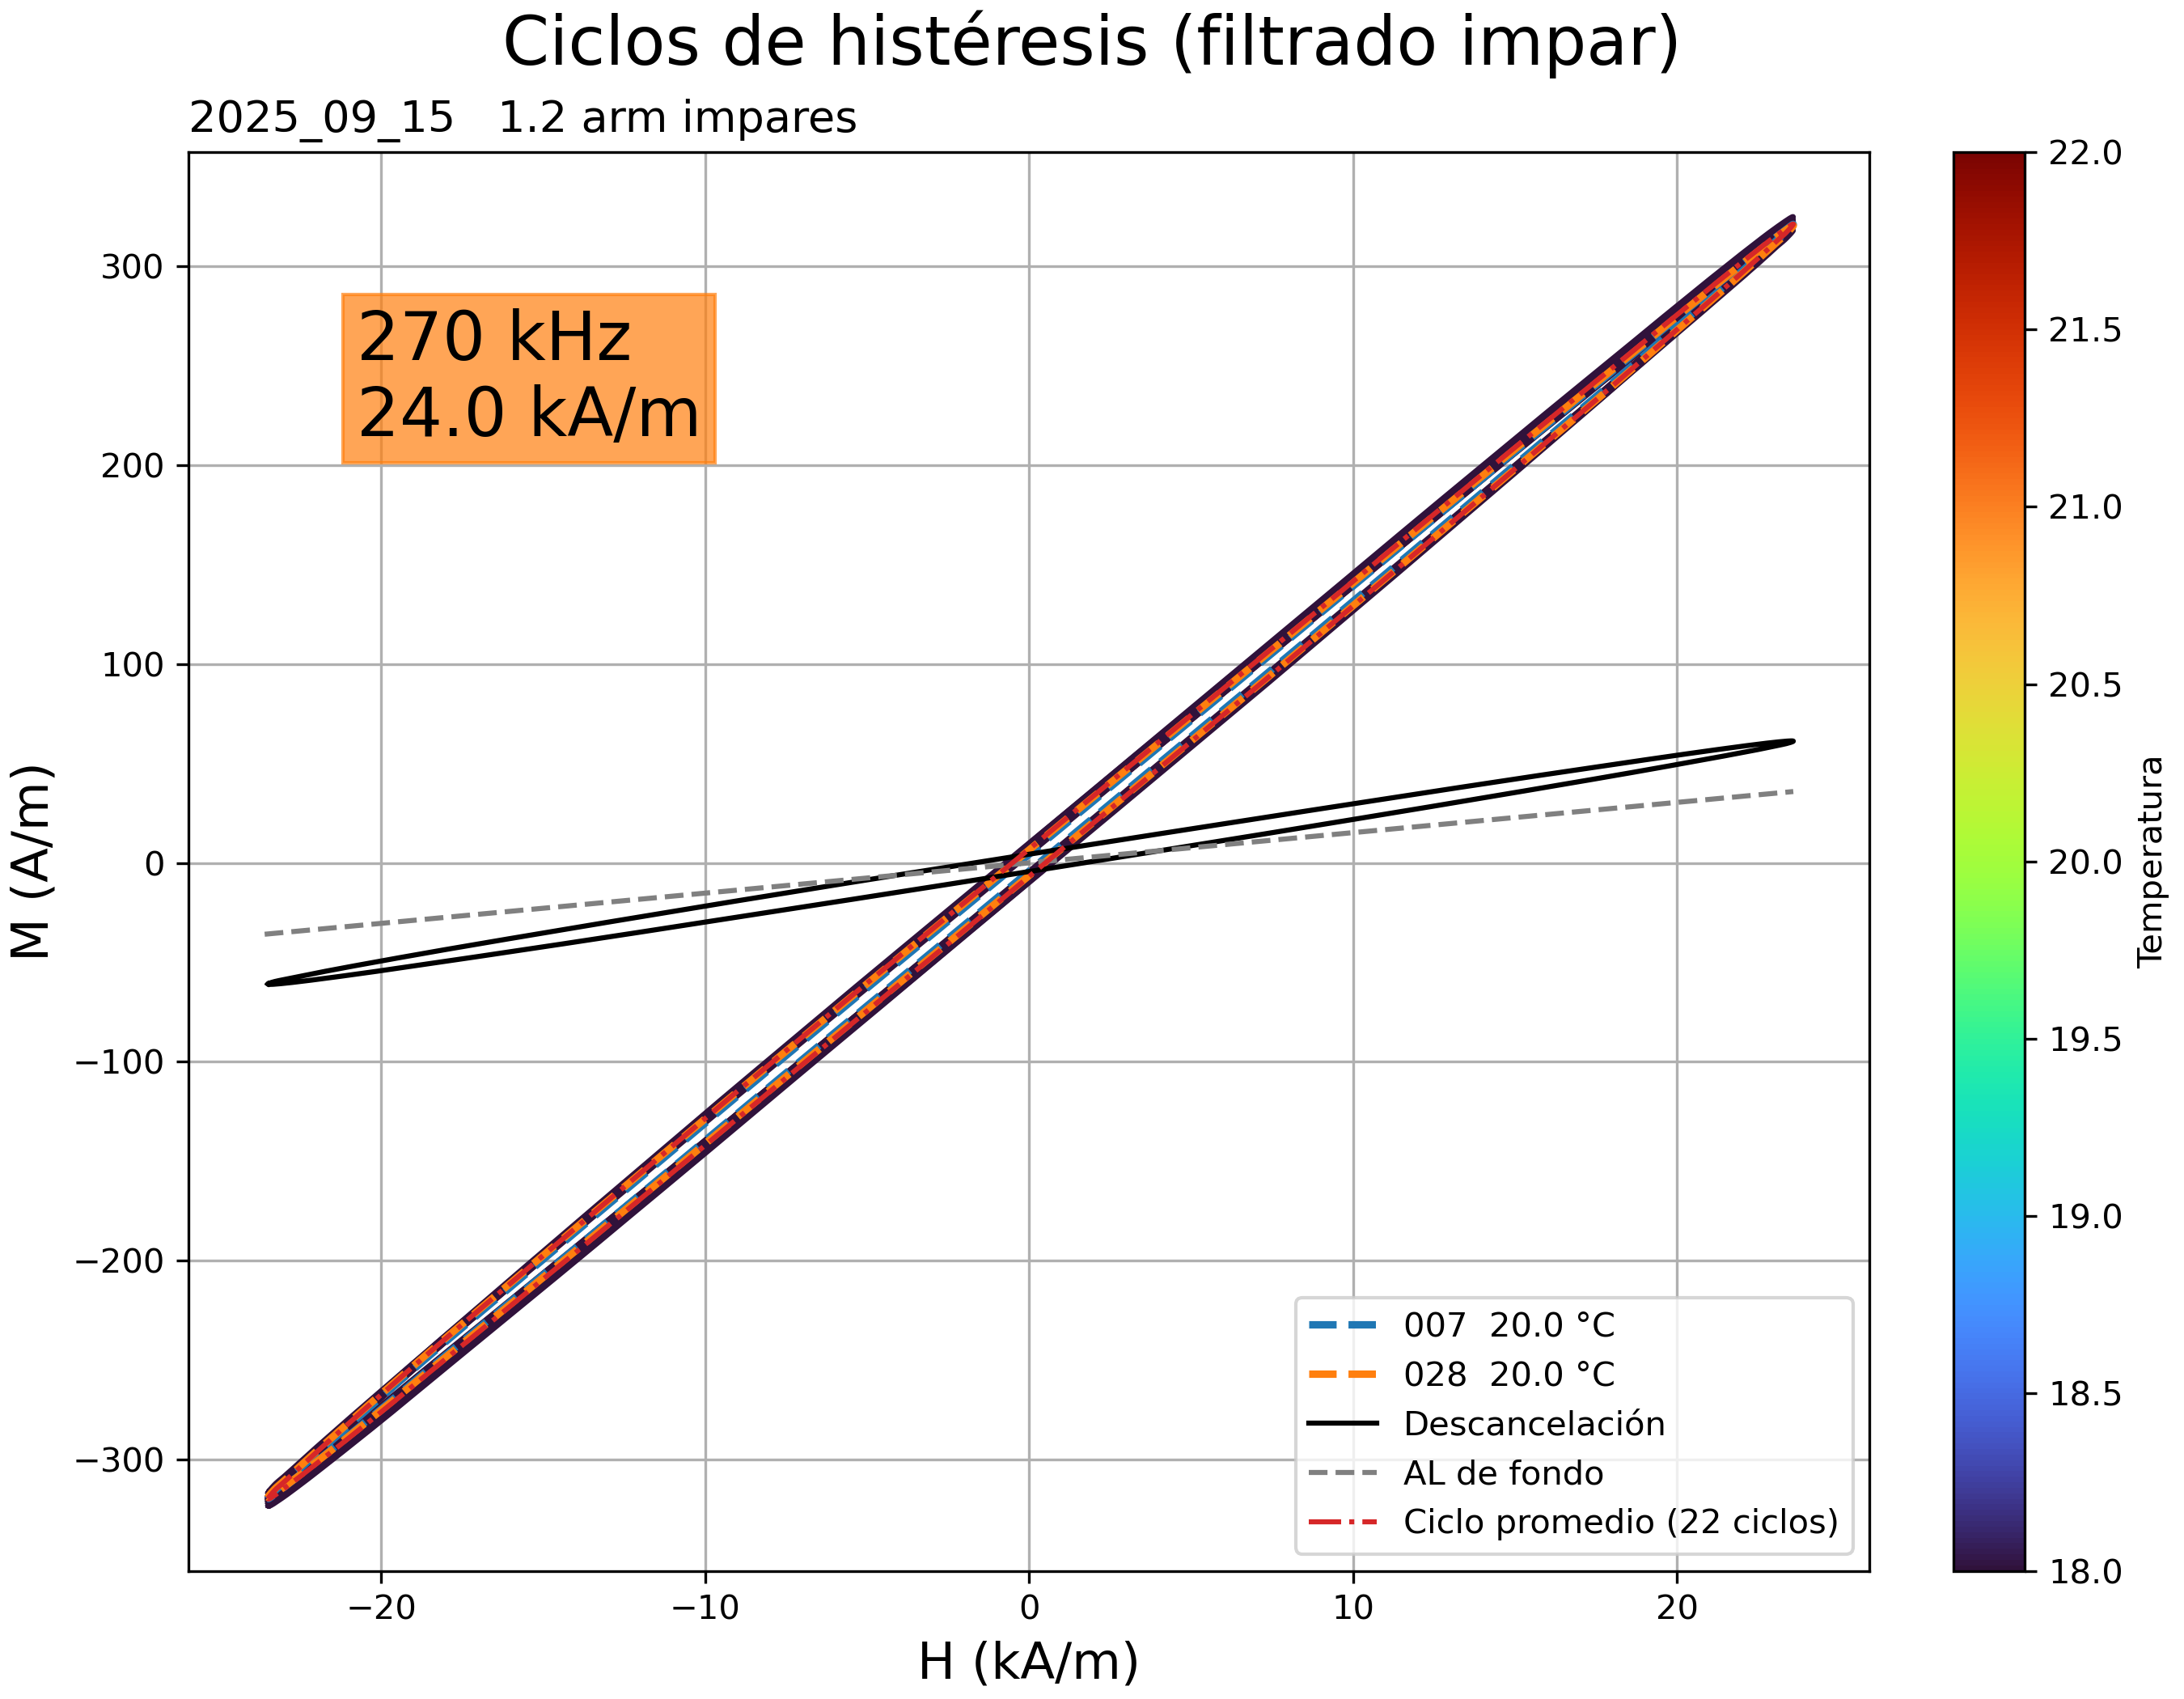 Ciclos de histéresis (filtrado impar)
2025_09_15   1.2 arm impares
270 kHz
24.0 kA/m
300
200
100
0
−100
−200
−300
M (A/m)
−20
−10
0
10
20
H (kA/m)
007  20.0 °C
028  20.0 °C
Descancelación
AL de fondo
Ciclo promedio (22 ciclos)
22.0
21.5
21.0
20.5
20.0
19.5
19.0
18.5
18.0
Temperatura